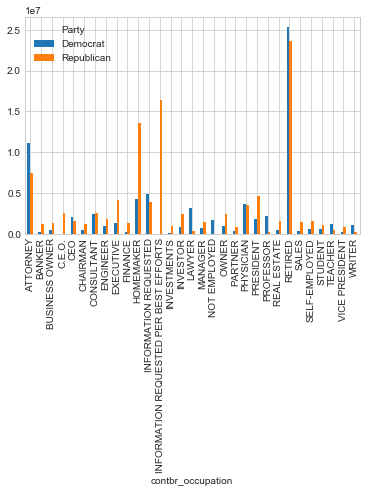 1e7
Party
Democrat
Republican
2.5
2.0
1.5
1.0
0.5
0.0
ATTORNEY
BANKER
BUSINESS OWNER
C.E.O.
CEO
CHAIRMAN
CONSULTANT
ENGINEER
EXECUTIVE
FINANCE
HOMEMAKER
INFORMATION REQUESTED
INFORMATION REQUESTED PER BEST EFFORTS
INVESTMENTS
INVESTOR
LAWYER
MANAGER
NOT EMPLOYED
OWNER
PARTNER
PHYSICIAN
PRESIDENT
PROFESSOR
REAL ESTATE
RETIRED
SALES
SELF-EMPLOYED
STUDENT
TEACHER
VICE PRESIDENT
WRITER
contbr_occupation